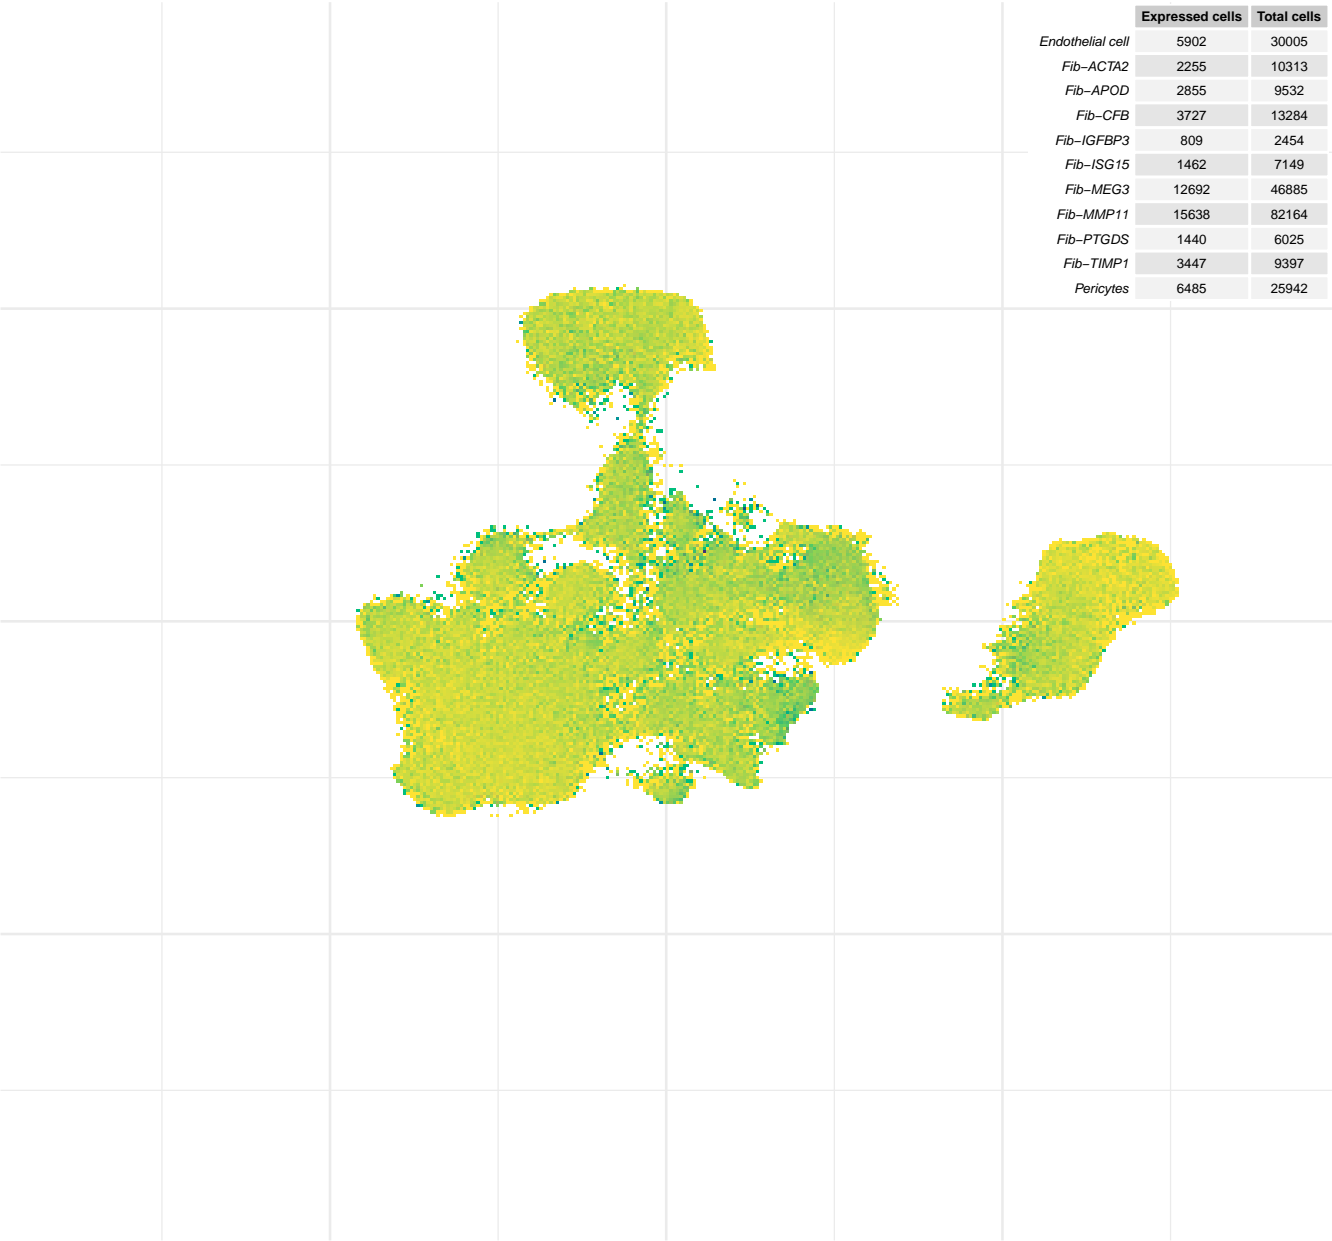 Expressed cells Total cells
Endothelial cell 5902 30005
Fib−ACTA2 2255 10313
Fib−APOD 2855 9532
Fib−CFB 3727 13284
Fib−IGFBP3 809 2454
Fib−ISG15 1462 7149
Fib−MEG3 12692 46885
Fib−MMP11 15638 82164
Fib−PTGDS 1440 6025
Fib−TIMP1 3447 9397
Pericytes 6485 25942